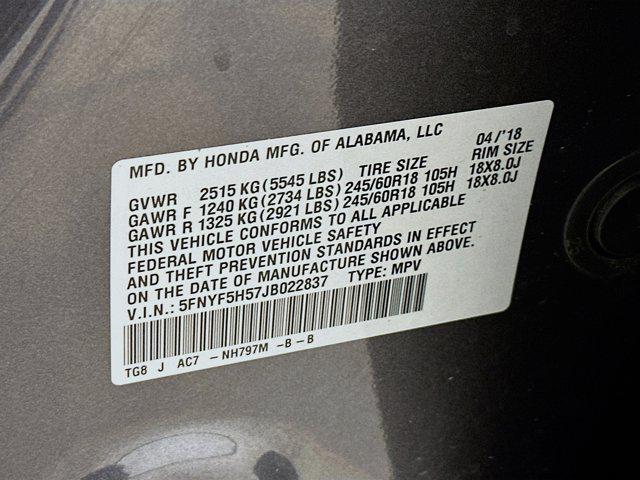 MFD. BY HONDA MFG. OF ALABAMA, LLC 04/'18
GVWR 2515 KG (5545 LBS) TIRE SIZE RIM SIZE
GAWR F 1240 KG (2734 LBS) 245/60R18 105H 18X8.0J
GAWR R 1325 KG (2921 LBS) 245/60R18 105H 18X8.0J
THIS VEHICLE CONFORMS TO ALL APPLICABLE
FEDERAL MOTOR VEHICLE SAFETY
AND THEFT PREVENTION STANDARDS IN EFFECT
ON THE DATE OF MANUFACTURE SHOWN ABOVE.
V.I.N.: 5FNYF5H57JB022837 TYPE: MPV
TG8 J AC7 - NH797M - B - B